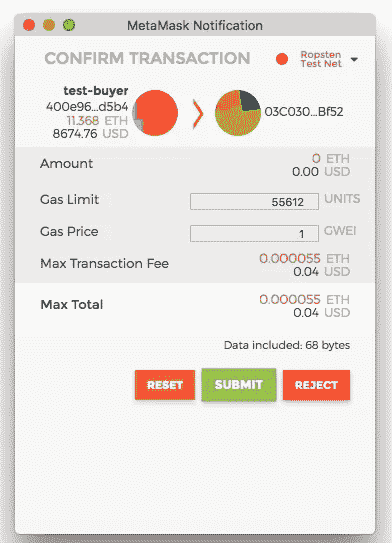 MetaMask Notification
CONFIRM TRANSACTION
Ropsten
Test Net
test-buyer
400e96...d5b4
11.368 ETH
8674.76 USD
03C030...Bf52
Amount
0 ETH
0.00 USD
Gas Limit
55612 UNITS
Gas Price
1 GWEI
Max Transaction Fee
0.000055 ETH
0.04 USD
Max Total
0.000055 ETH
0.04 USD
Data included: 68 bytes
RESET SUBMIT REJECT